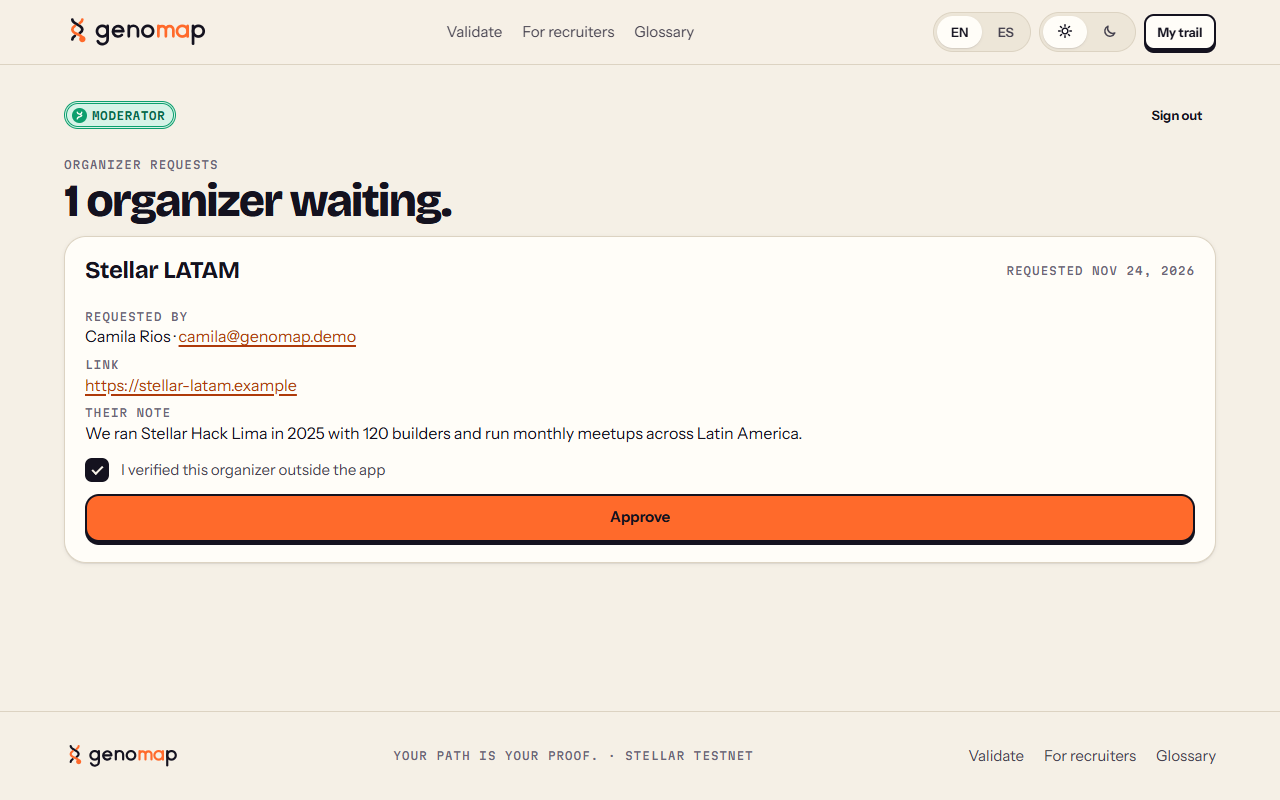 genomap
Validate For recruiters Glossary
EN ES
My trail
MODERATOR
Sign out
ORGANIZER REQUESTS
1 organizer waiting.
Stellar LATAM
REQUESTED NOV 24, 2026
REQUESTED BY
Camila Rios · camila@genomap.demo
LINK
https://stellar-latam.example
THEIR NOTE
We ran Stellar Hack Lima in 2025 with 120 builders and run monthly meetups across Latin America.
I verified this organizer outside the app
Approve
genomap
YOUR PATH IS YOUR PROOF. · STELLAR TESTNET
Validate For recruiters Glossary